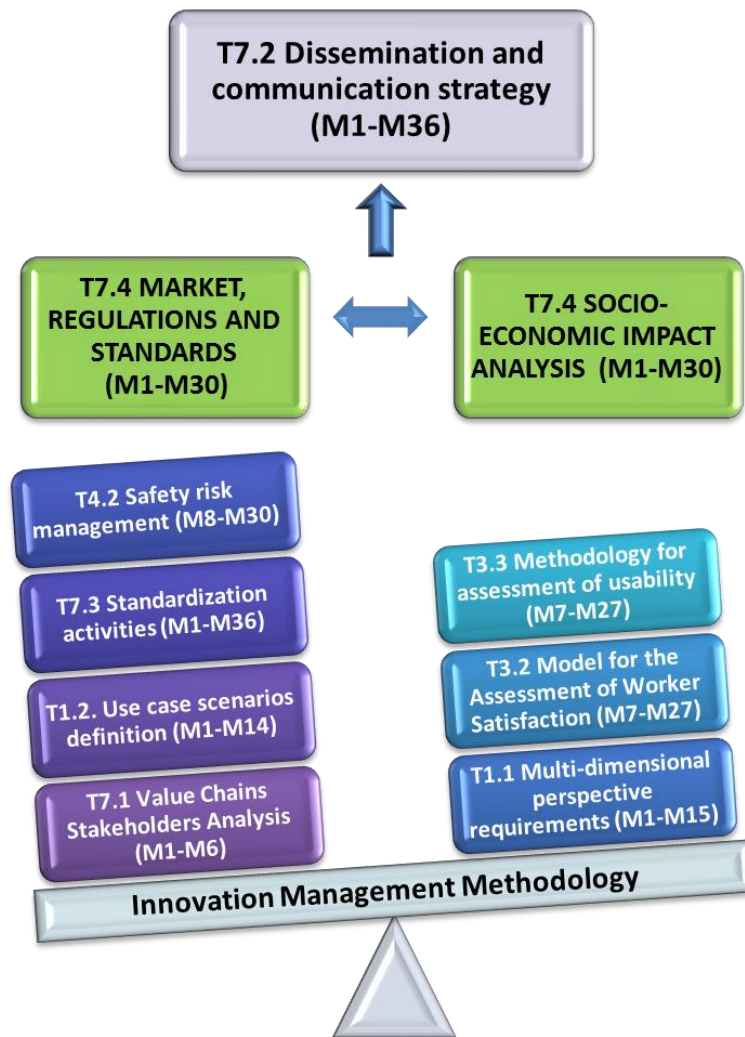 T7.2 Dissemination and
communication strategy
(M1-M36)
T7.4 MARKET,
REGULATIONS AND
STANDARDS
(M1-M30)
T7.4 SOCIO-
ECONOMIC IMPACT
ANALYSIS (M1-M30)
T4.2 Safety risk
management (M8-M30)
T7.3 Standardization
activities (M1-M36)
T1.2. Use case scenarios
definition (M1-M14)
T7.1 Value Chains
Stakeholders Analysis
(M1-M6)
T3.3 Methodology for
assessment of usability
(M7-M27)
T3.2 Model for the
Assessment of Worker
Satisfaction (M7-M27)
T1.1 Multi-dimensional
perspective
requirements (M1-M15)
Innovation Management Methodology